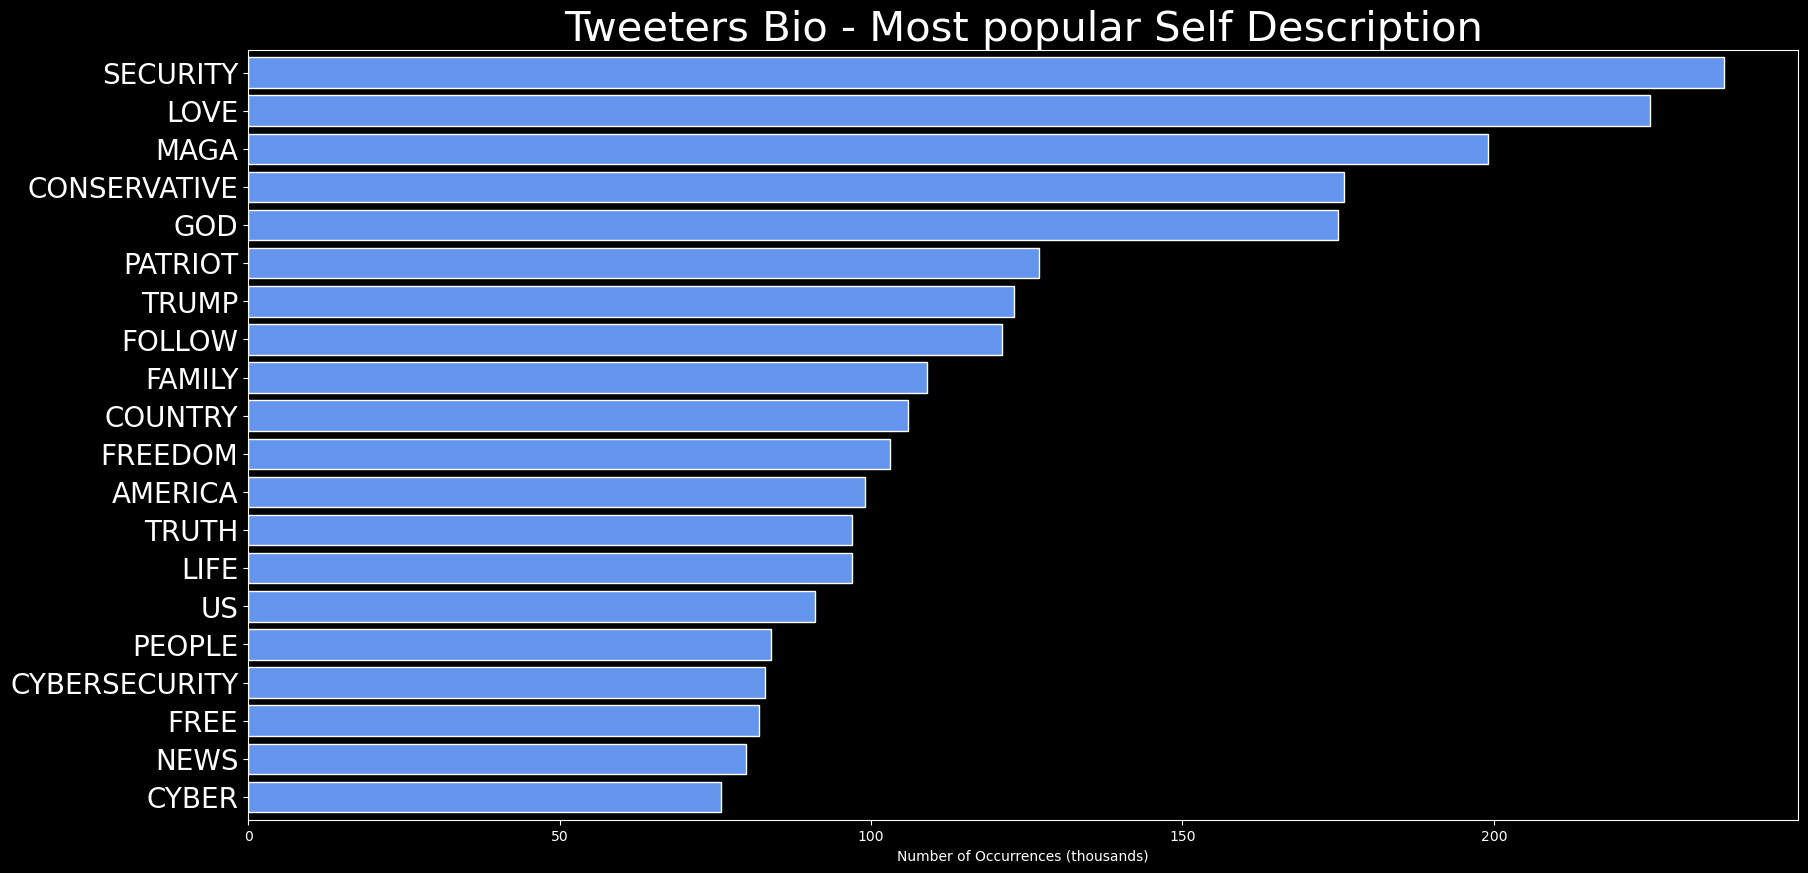 Tweeters Bio - Most popular Self Description
SECURITY
LOVE
MAGA
CONSERVATIVE
GOD
PATRIOT
TRUMP
FOLLOW
FAMILY
COUNTRY
FREEDOM
AMERICA
TRUTH
LIFE
US
PEOPLE
CYBERSECURITY
FREE
NEWS
CYBER
0 50 100 150 200
Number of Occurrences (thousands)